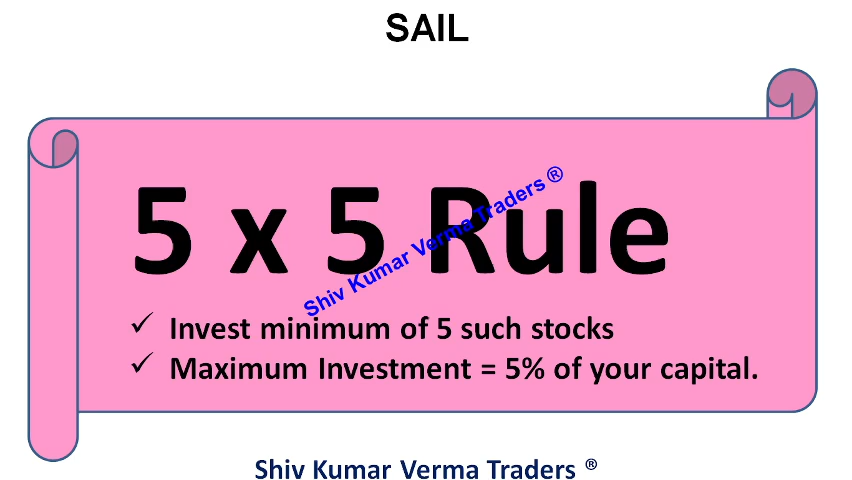 SAIL
5 x 5 Rule
Shiv Kumar Verma Traders ®
✓ Invest minimum of 5 such stocks
✓ Maximum Investment = 5% of your capital.
Shiv Kumar Verma Traders ®